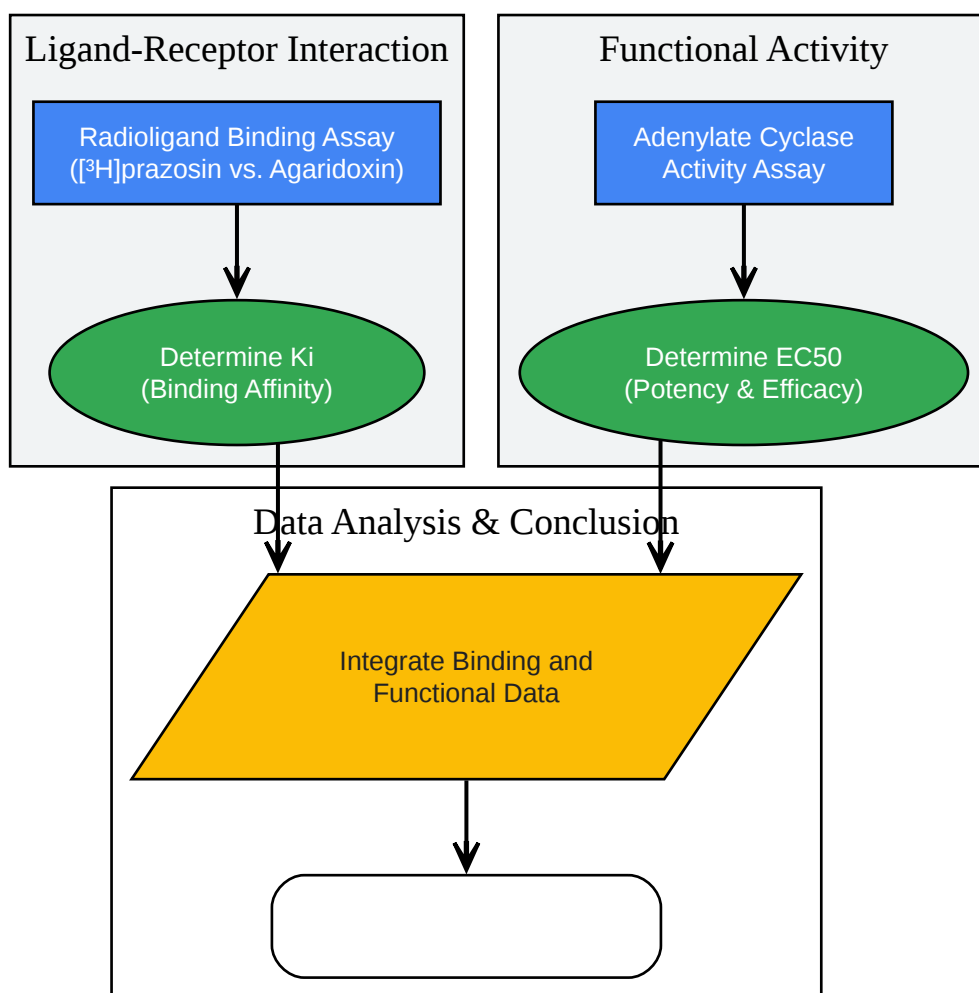 Ligand-Receptor Interaction
Radioligand Binding Assay
([³H]prazosin vs. Agaridoxin)
Determine Ki
(Binding Affinity)
Functional Activity
Adenylate Cyclase
Activity Assay
Determine EC50
(Potency & Efficacy)
Data Analysis & Conclusion
Integrate Binding and
Functional Data